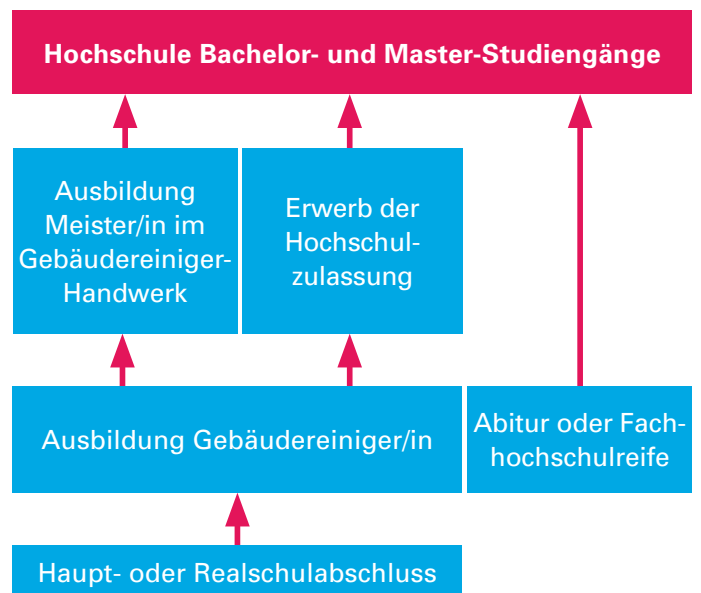 Hochschule Bachelor- und Master-Studiengänge
Ausbildung
Meister/in im
Gebäudereiniger-
Handwerk
Erwerb der
Hochschul-
zulassung
Ausbildung Gebäudereiniger/in
Abitur oder Fach-
hochschulreife
Haupt- oder Realschulabschluss